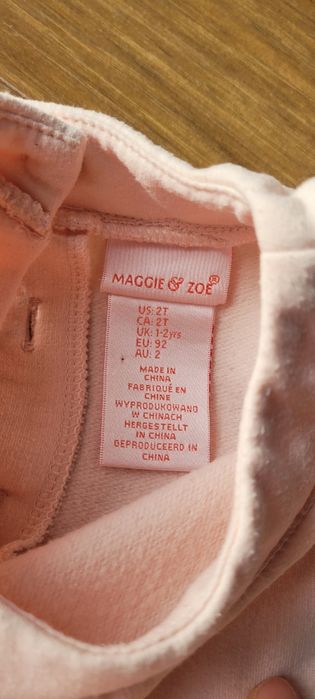 MAGGIE & ZOE®
US: 2T
CA: 2T
UK: 1-2yrs
EU: 92
AU: 2
MADE IN
CHINA
FABRIQUÉ EN
CHINE
WYPRODUKOWANO
W CHINACH
HERGESTELLT
IN CHINA
GEPRODUCEERD IN
CHINA